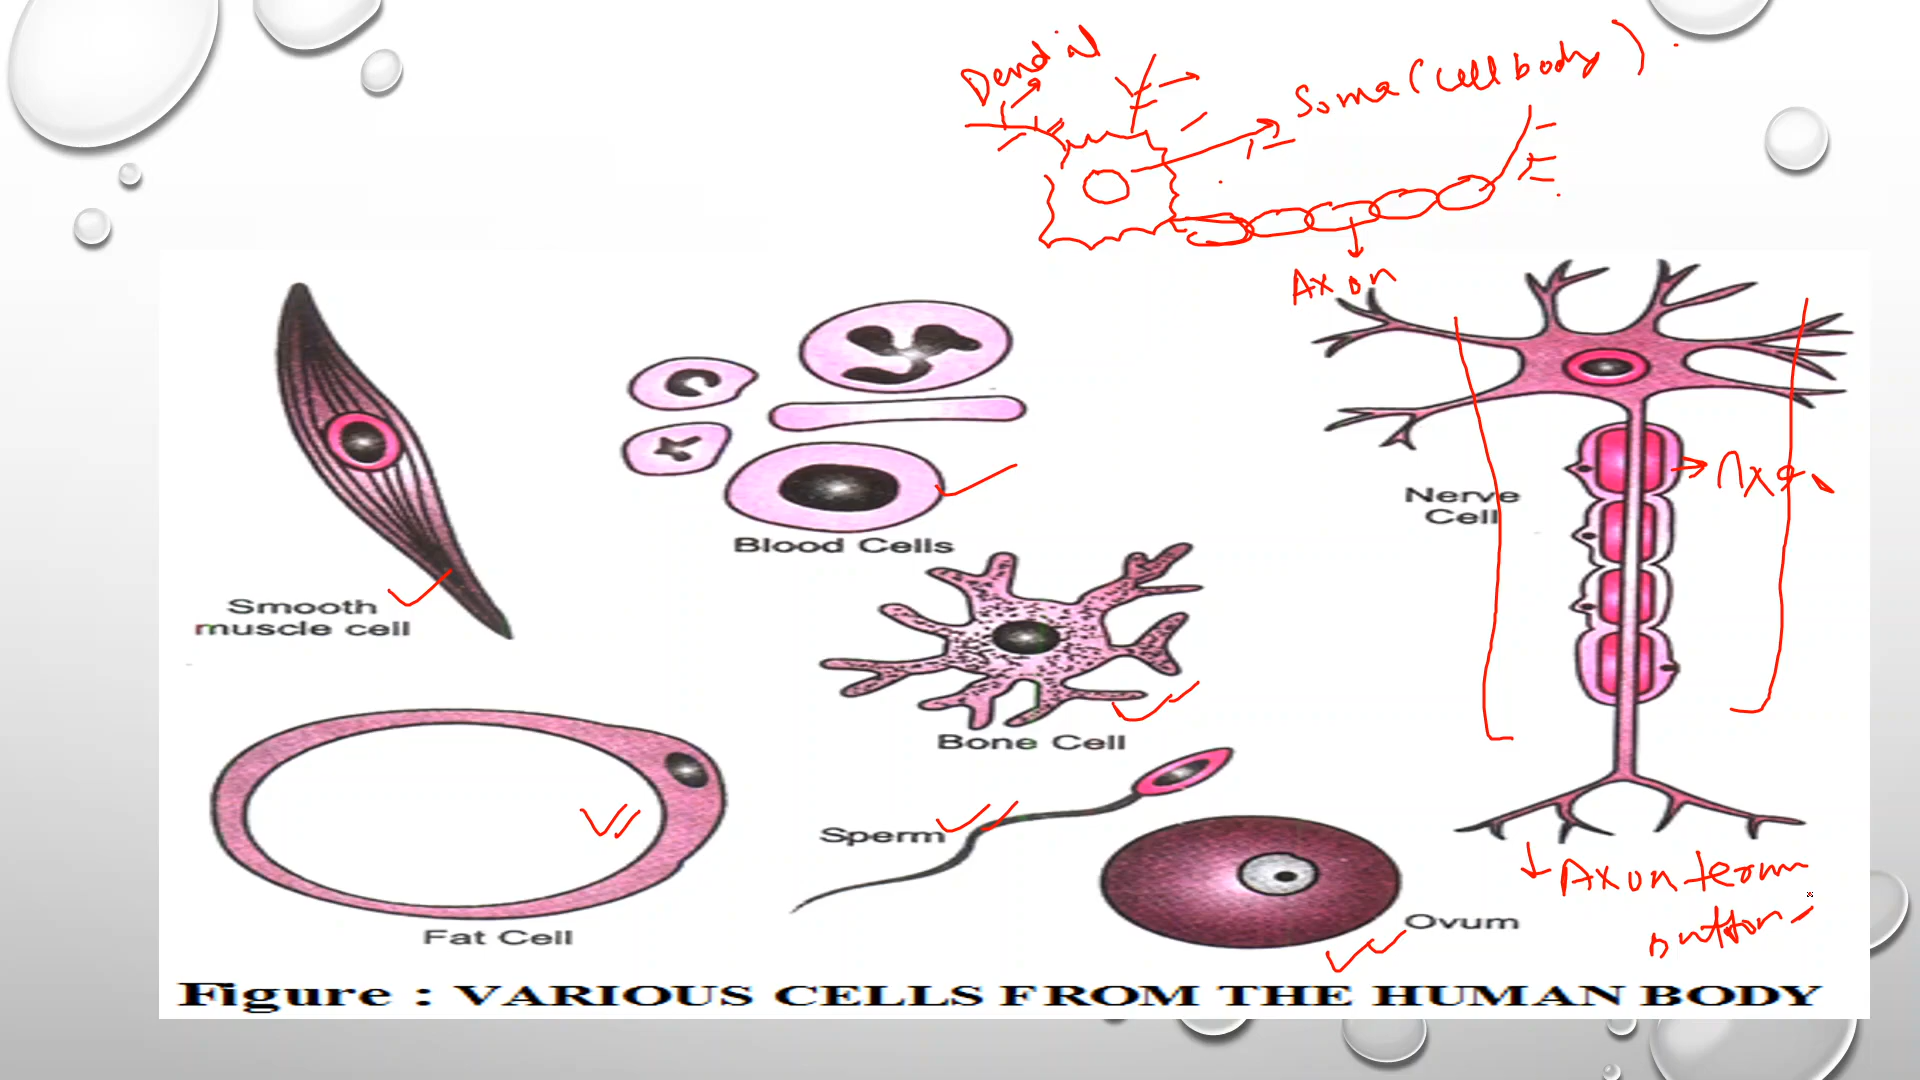 Soma (Cell body)
Axon
Nerve
Cell
Blood Cells
Smooth
muscle cell
Bone Cell
Sperm
Axon term
button
Ovum
Fat Cell
Figure : VARIOUS CELLS FROM THE HUMAN BODY